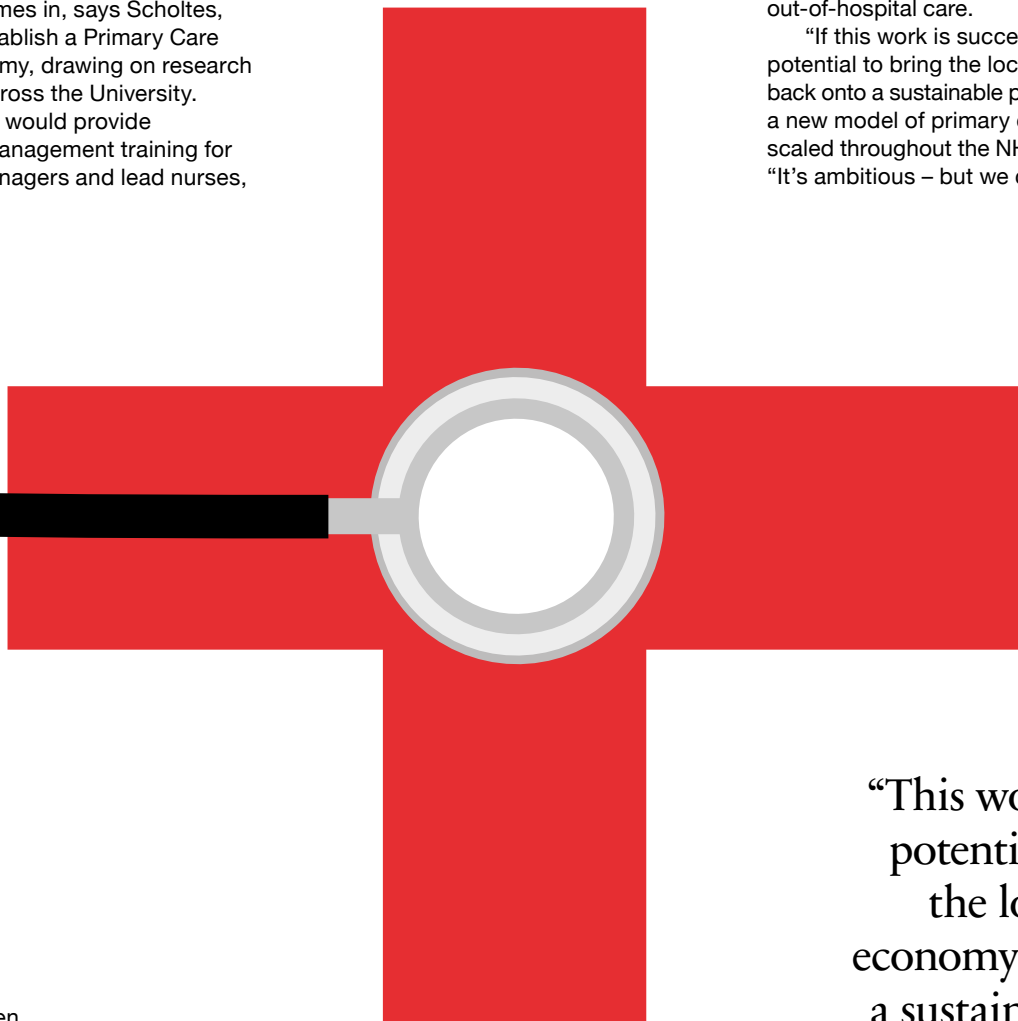 mes in, says Scholtes,
ablish a Primary Care
my, drawing on research
ross the University.
would provide
anagement training for
nagers and lead nurses,
en
out-of-hospital care.
“If this work is succe
potential to bring the loc
back onto a sustainable p
a new model of primary
scaled throughout the NH
“It’s ambitious – but we
“This wo
potenti
the lo
economy
a sustain